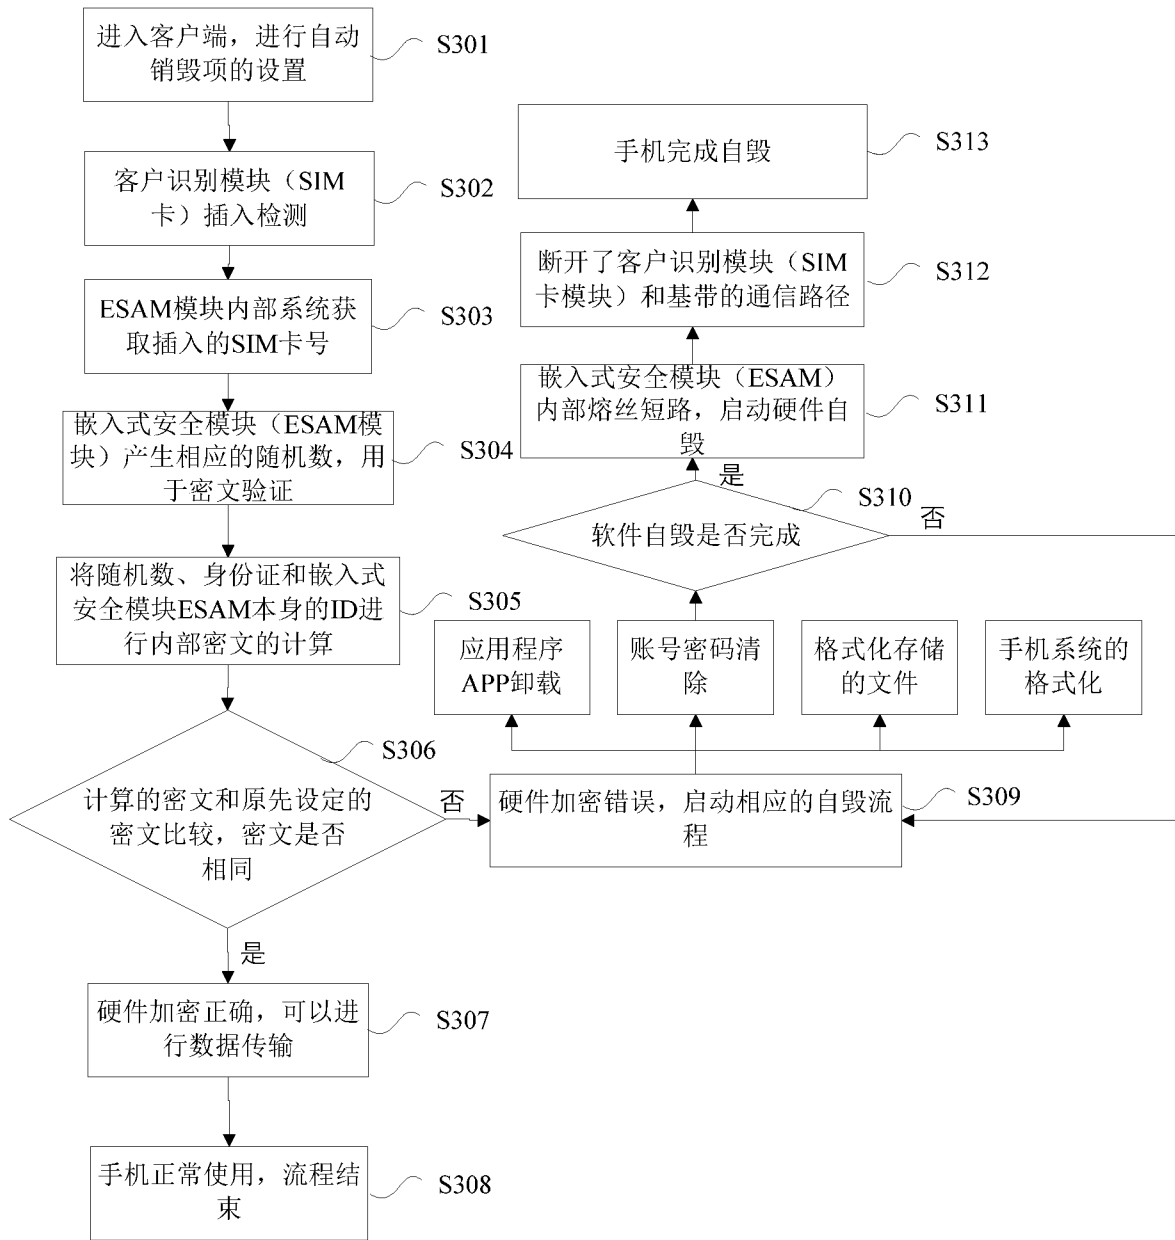 进入客户端，进行自动
销毁项的设置
S301
客户识别模块（SIM
卡）插入检测
S302
ESAM模块内部系统获
取插入的SIM卡号
S303
嵌入式安全模块（ESAM模
块）产生相应的随机数，用
于密文验证
S304
将随机数、身份证和嵌入式
安全模块ESAM本身的ID进
行内部密文的计算
S305
计算的密文和原先设定的
密文比较，密文是否
相同
S306
否
是
硬件加密正确，可以进
行数据传输
S307
手机正常使用，流程结
束
S308
硬件加密错误，启动相应的自毁流
程
S309
应用程序
APP卸载
账号密码清
除
格式化存储
的文件
手机系统的
格式化
软件自毁是否完成
S310
否
是
嵌入式安全模块（ESAM）
内部熔丝短路，启动硬件自
毁
S311
断开了客户识别模块（SIM
卡模块）和基带的通信路径
S312
手机完成自毁
S313